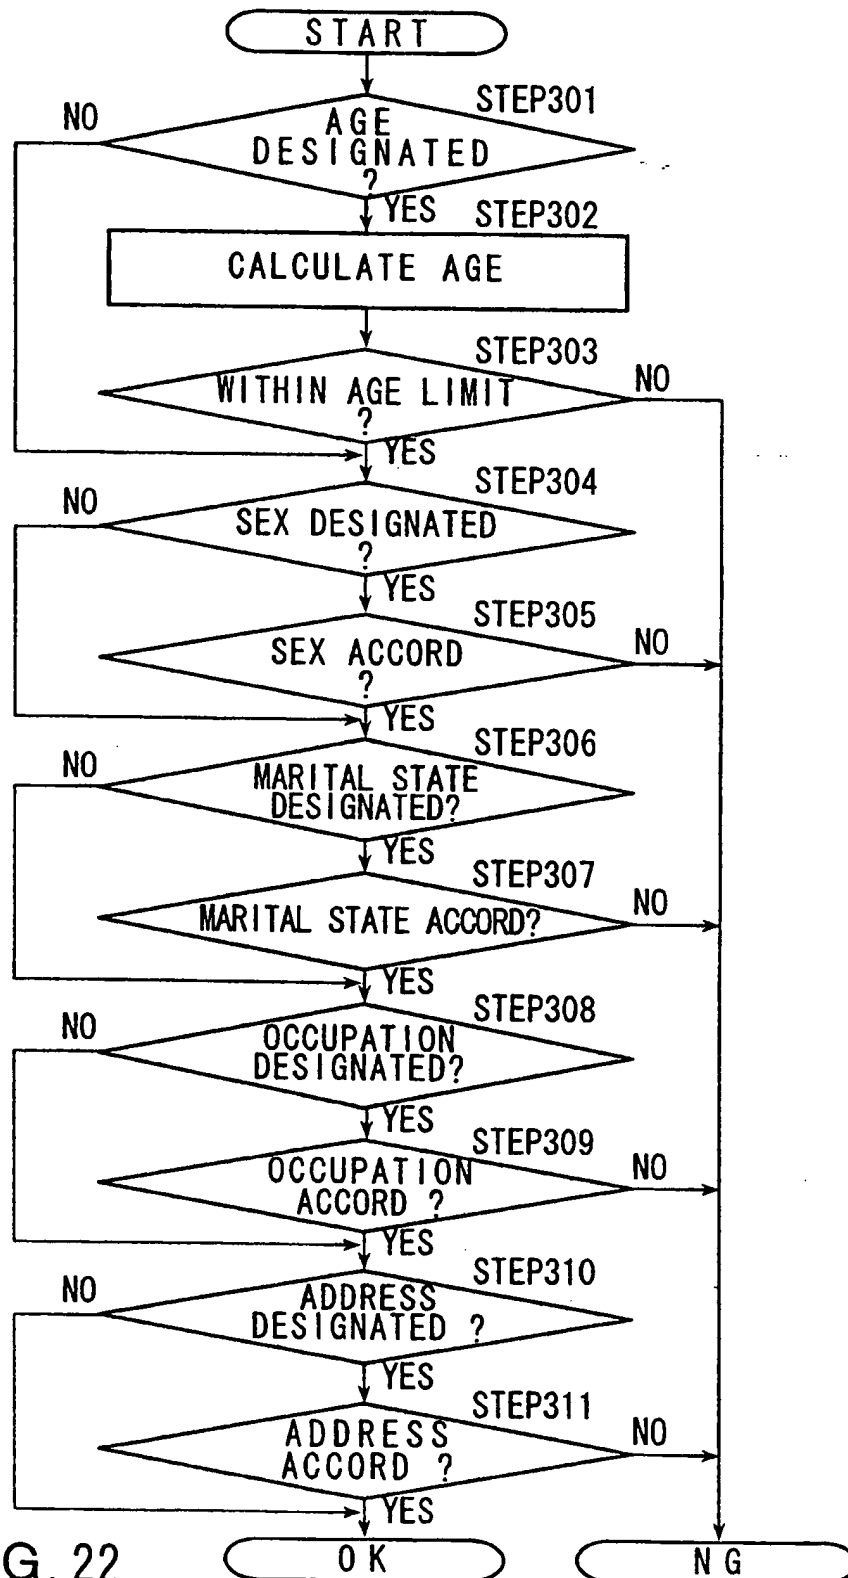 START
STEP301
NO
AGE
DESIGNATED
?
YES
STEP302
CALCULATE AGE
STEP303
WITHIN AGE LIMIT
?
NO
YES
STEP304
NO
SEX DESIGNATED
?
YES
STEP305
SEX ACCORD
?
NO
YES
STEP306
NO
MARITAL STATE
DESIGNATED?
YES
STEP307
MARITAL STATE ACCORD?
NO
YES
STEP308
NO
OCCUPATION
DESIGNATED?
YES
STEP309
OCCUPATION
ACCORD ?
NO
YES
STEP310
NO
ADDRESS
DESIGNATED ?
YES
STEP311
ADDRESS
ACCORD ?
NO
YES
OK
NG
G. 22